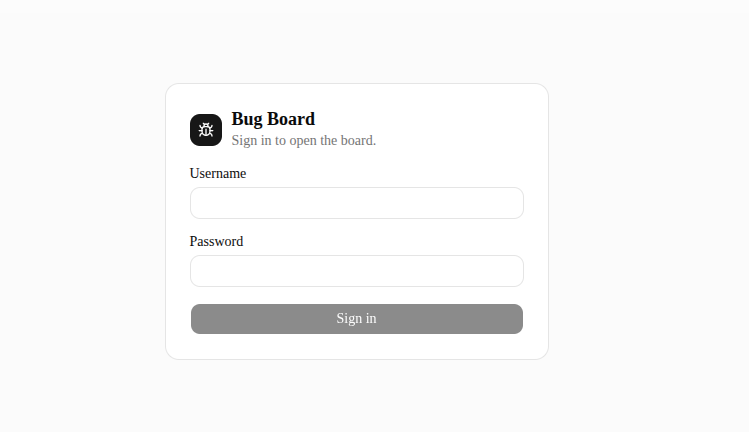 Bug Board
Sign in to open the board.
Username
Password
Sign in